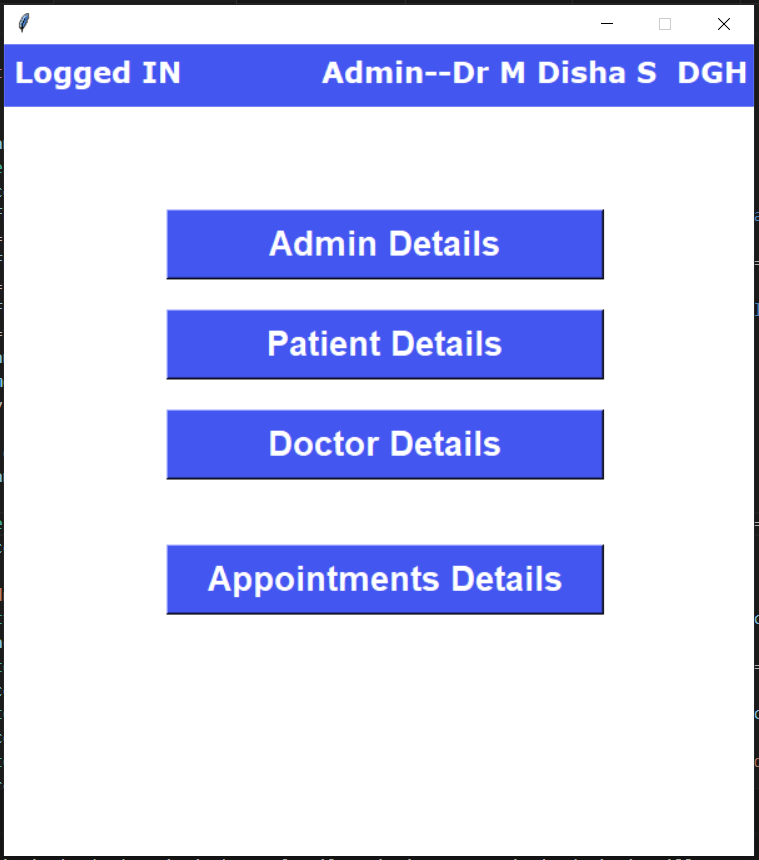 Logged IN Admin--Dr M Disha S DGH
Admin Details
Patient Details
Doctor Details
Appointments Details